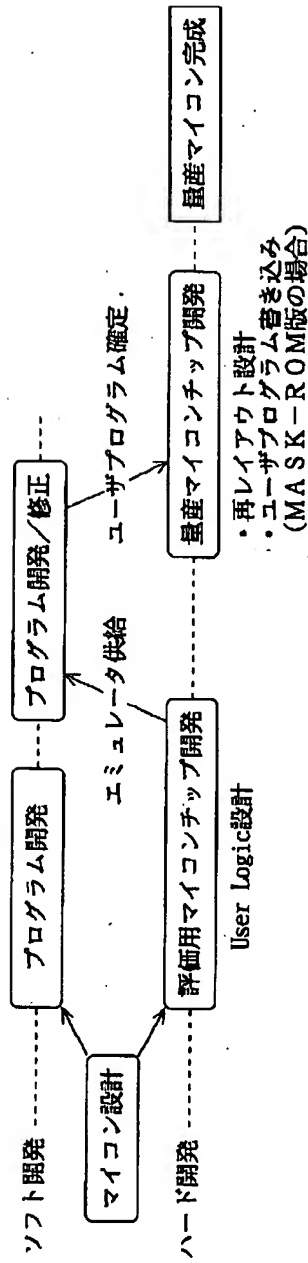 ソフト開発
プログラム開発
プログラム開発/修正
マイコン設計
エミュレータ供給
ユーザプログラム確定
ハード開発
評価用マイコンチップ開発
量産マイコンチップ開発
量産マイコン完成
User Logic設計
・再レイアウト設計
・ユーザプログラム書き込み
(MASK－ROM版の場合)